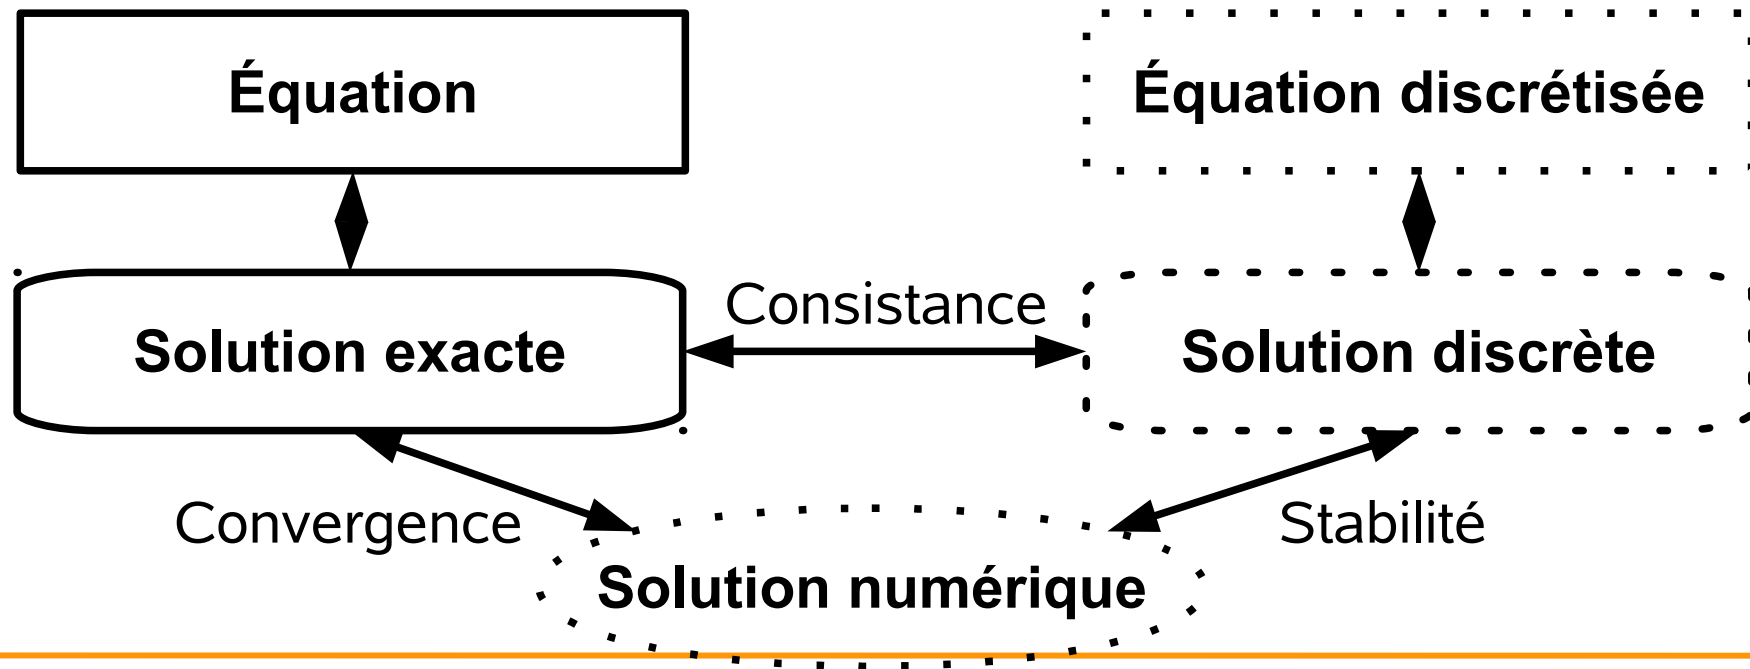 Équation
Équation discrétisée
Consistance
Solution exacte
Solution discrète
Convergence
Stabilité
Solution numérique